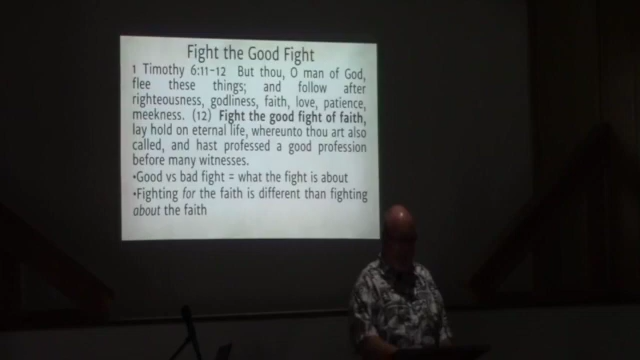 Fight the Good Fight
1 Timothy 6:11-12 But thou, O man of God,
flee these things; and follow after
righteousness, godliness, faith, love, patience,
meekness. (12) Fight the good fight of faith,
lay hold on eternal life, whereunto thou art also
called, and hast professed a good profession
before many witnesses.
•Good vs bad fight = what the fight is about
•Fighting for the faith is different than fighting
about the faith